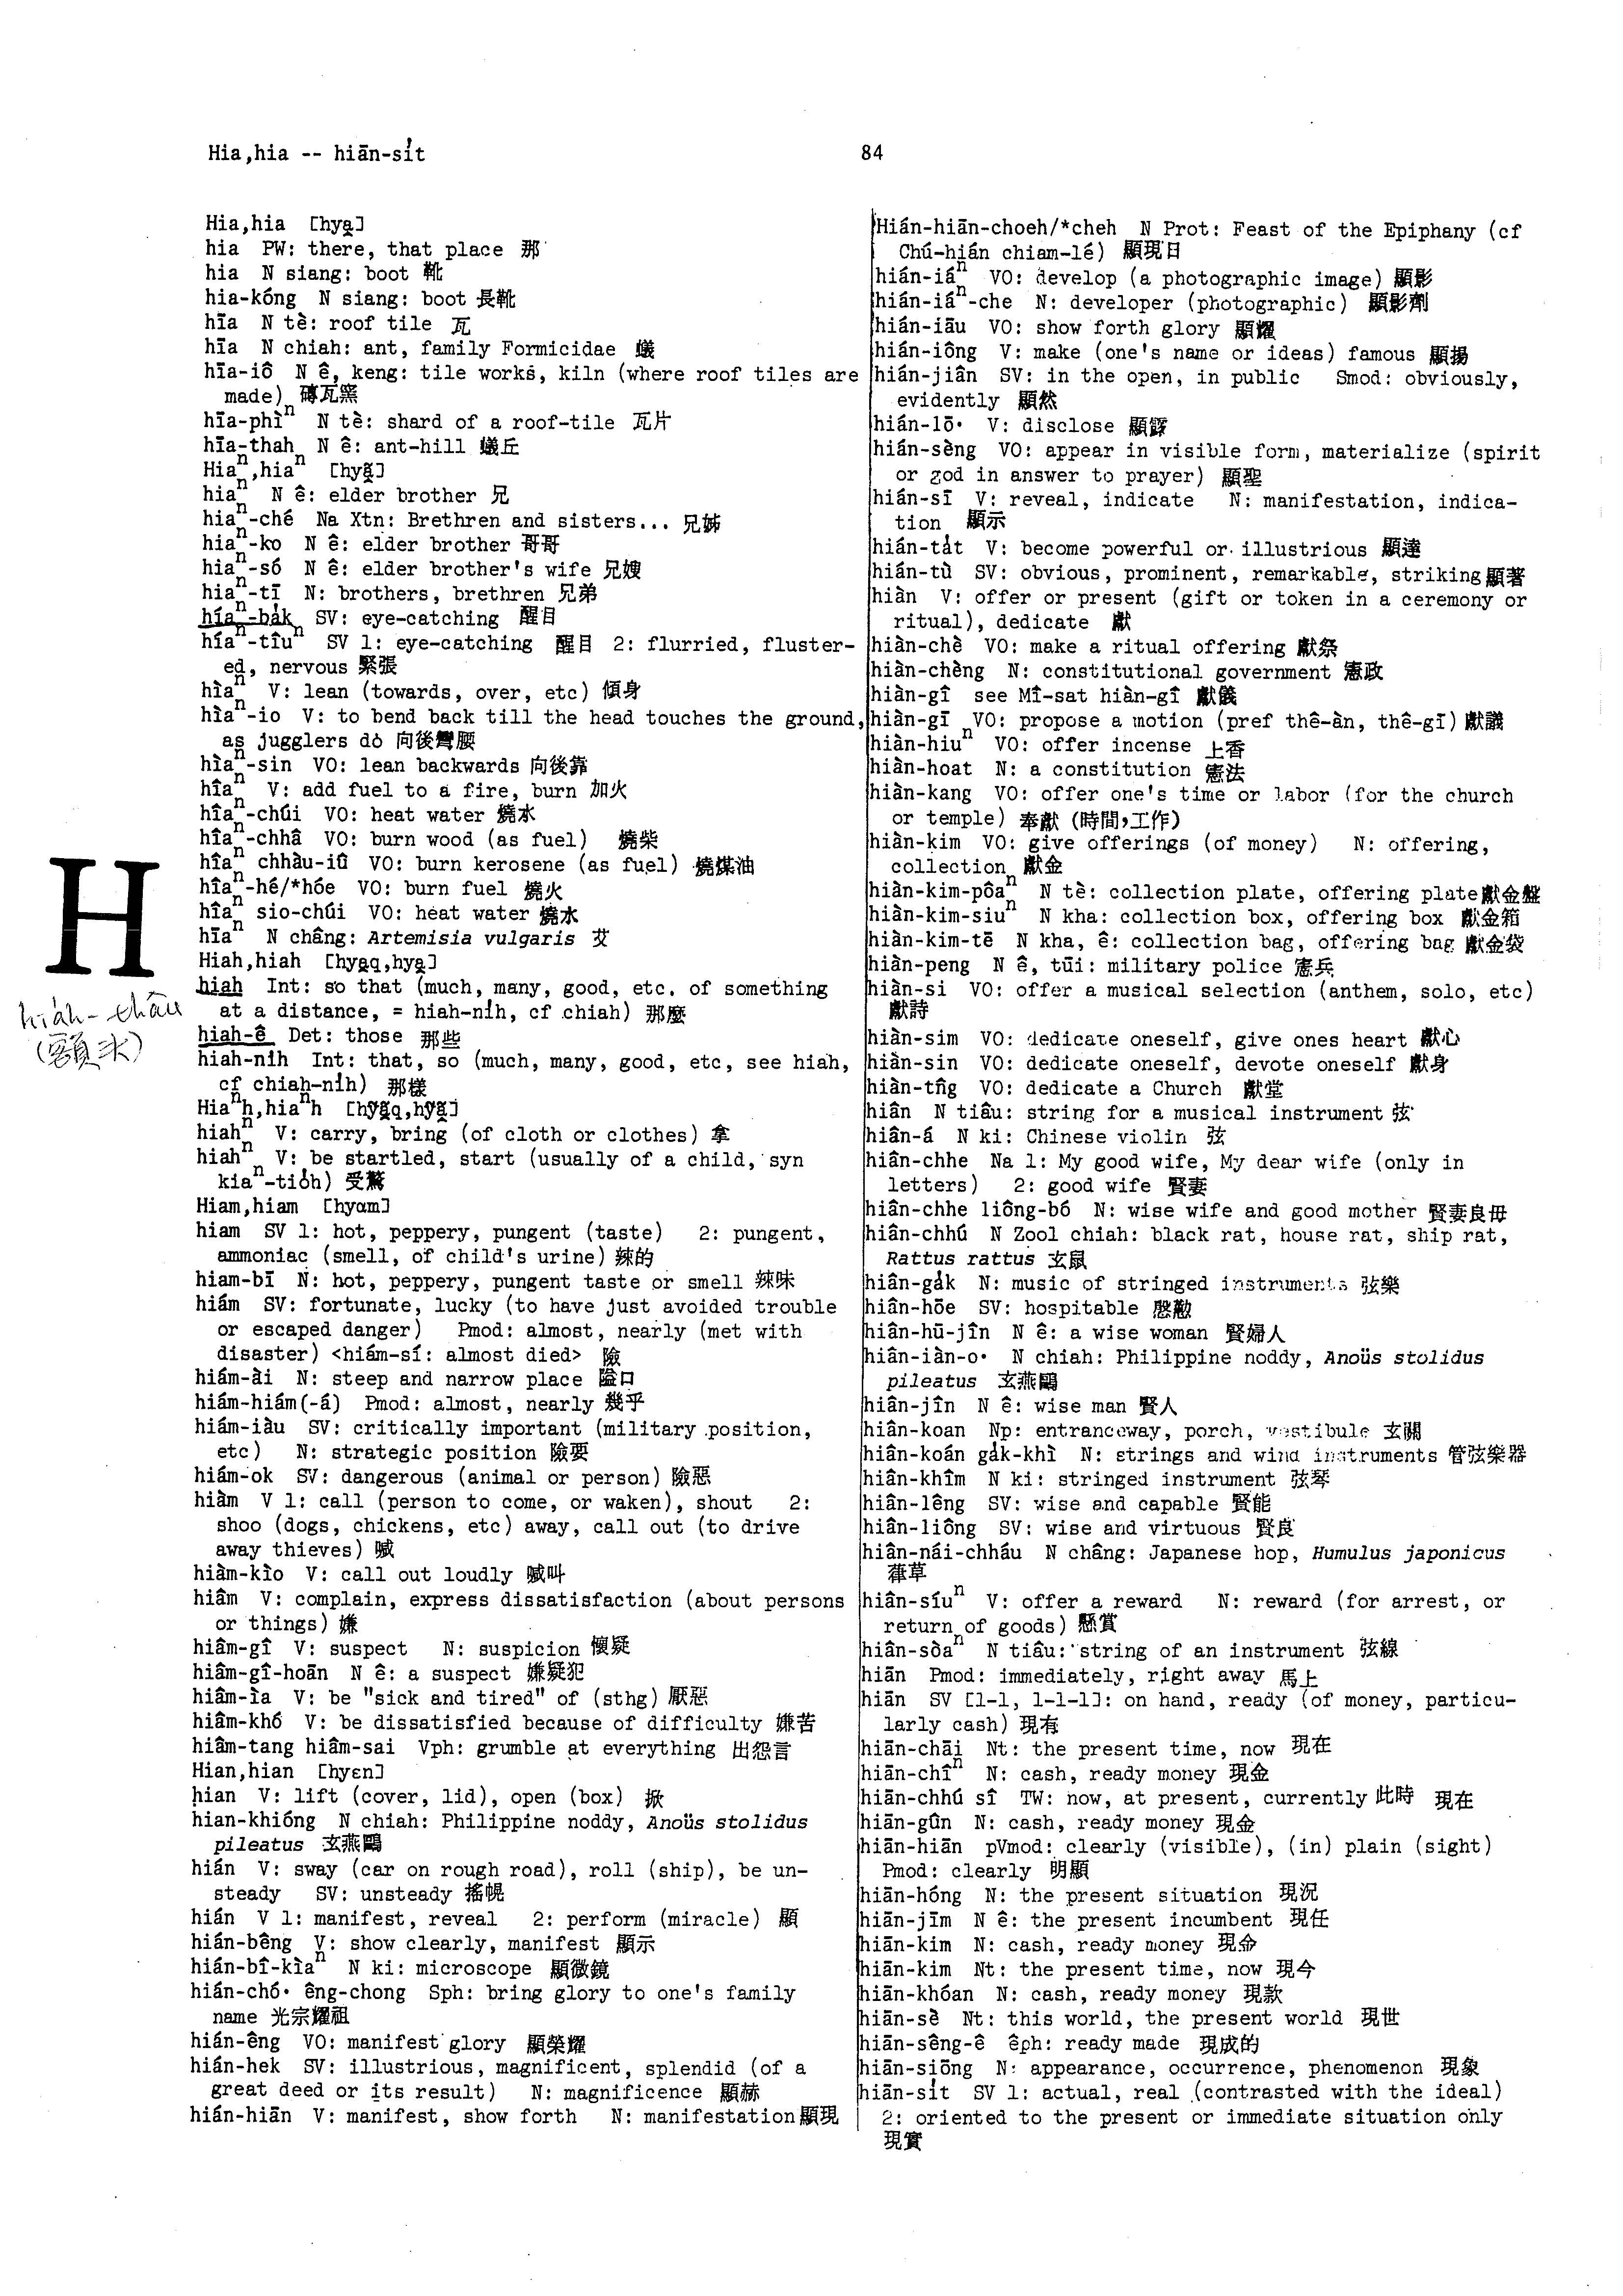 Hia,hia -- hiān-si̍t
84
Hia,hia [hya̱]
hia PW: there, that place 那
hia N siang: boot 靴
hia-kóng N siang: boot 長靴
hīa N tè: roof tile 瓦
hīa N chiah: ant, family Formicidae 蟻
hīa-iô N ê, keng: tile works, kiln (where roof tiles are
made) 磚瓦窯
hīa-phìⁿ N tè: shard of a roof-tile 瓦片
hīa-thah N ê: ant-hill 蟻丘
Hiaⁿ,hiaⁿ [hyã̱]
hiaⁿ N ê: elder brother 兄
hiaⁿ-ché Na Xtn: Brethren and sisters... 兄姊
hiaⁿ-ko N ê: elder brother 哥哥
hiaⁿ-só N ê: elder brother's wife 兄嫂
hiaⁿ-tī N: brothers, brethren 兄弟
híaⁿ-ba̍k SV: eye-catching 醒目
híaⁿ-tîuⁿ SV 1: eye-catching 醒目 2: flurried, fluster-
ed, nervous 緊張
hìaⁿ V: lean (towards, over, etc) 傾身
hìaⁿ-io V: to bend back till the head touches the ground,
as jugglers do 向後彎腰
hìaⁿ-sin VO: lean backwards 向後靠
hîaⁿ V: add fuel to a fire, burn 加火
hîaⁿ-chúi VO: heat water 燒水
hîaⁿ-chhâ VO: burn wood (as fuel) 燒柴
hîaⁿ chhàu-iû VO: burn kerosene (as fuel) 燒煤油
hîaⁿ-hé/*hóe VO: burn fuel 燒火
hîaⁿ sio-chúi VO: heat water 燒水
hīaⁿ N châng: Artemisia vulgaris 艾
Hiah,hiah [hya̱q,hya̱]
hiah Int: so that (much, many, good, etc. of something
at a distance, = hiah-ni̍h, cf chiah) 那麼
hiah-ê Det: those 那些
hiah-ni̍h Int: that, so (much, many, good, etc, see hiah,
cf chiah-ni̍h) 那樣
Hiaⁿh,hiaⁿh [hỹã̱q,hỹã̱]
hiahⁿ V: carry, bring (of cloth or clothes) 拿
hiahⁿ V: be startled, start (usually of a child, syn
kiaⁿ-tio̍h) 受驚
Hiam,hiam [hyɑm]
hiam SV 1: hot, peppery, pungent (taste) 2: pungent,
ammoniac (smell, of child's urine) 辣的
hiam-bī N: hot, peppery, pungent taste or smell 辣味
hiám SV: fortunate, lucky (to have just avoided trouble
or escaped danger) Pmod: almost, nearly (met with
disaster) <hiám-sí: almost died> 險
hiám-ài N: steep and narrow place 隘口
hiám-hiám(-á) Pmod: almost, nearly 幾乎
hiám-iàu SV: critically important (military position,
etc) N: strategic position 險要
hiám-ok SV: dangerous (animal or person) 險惡
hiàm V 1: call (person to come, or waken), shout 2:
shoo (dogs, chickens, etc) away, call out (to drive
away thieves) 喊
hiàm-kìo V: call out loudly 喊叫
hiâm V: complain, express dissatisfaction (about persons
or things) 嫌
hiâm-gî V: suspect N: suspicion 懷疑
hiâm-gî-hoān N ê: a suspect 嫌疑犯
hiâm-ìa V: be "sick and tired" of (sthg) 厭惡
hiâm-khó V: be dissatisfied because of difficulty 嫌苦
hiâm-tang hiâm-sai Vph: grumble at everything 出怨言
Hian,hian [hyɛn]
hian V: lift (cover, lid), open (box) 掀
hian-khióng N chiah: Philippine noddy, Anoüs stolidus
pileatus 玄燕鷗
hián V: sway (car on rough road), roll (ship), be un-
steady SV: unsteady 搖幌
hián V 1: manifest, reveal 2: perform (miracle) 顯
hián-bêng V: show clearly, manifest 顯示
hián-bî-kìaⁿ N ki: microscope 顯微鏡
hián-chó· êng-chong Sph: bring glory to one's family
name 光宗耀祖
hián-êng VO: manifest glory 顯榮耀
hián-hek SV: illustrious, magnificent, splendid (of a
great deed or its result) N: magnificence 顯赫
hián-hiān V: manifest, show forth N: manifestation 顯現
H
hiáh-thâu
(額頭)
Hián-hiān-choeh/*cheh N Prot: Feast of the Epiphany (cf
Chú-hián chiam-lé) 顯現日
hián-iáⁿ VO: develop (a photographic image) 顯影
hián-iáⁿ-che N: developer (photographic) 顯影劑
hián-iāu VO: show forth glory 顯耀
hián-iông V: make (one's name or ideas) famous 顯揚
hián-jiân SV: in the open, in public Smod: obviously,
evidently 顯然
hián-lō· V: disclose 顯露
hián-sèng VO: appear in visible form, materialize (spirit
or god in answer to prayer) 顯聖
hián-sī V: reveal, indicate N: manifestation, indica-
tion 顯示
hián-ta̍t V: become powerful or illustrious 顯達
hián-tù SV: obvious, prominent, remarkable, striking 顯著
hiàn V: offer or present (gift or token in a ceremony or
ritual), dedicate 獻
hiàn-chè VO: make a ritual offering 獻祭
hiàn-chèng N: constitutional government 憲政
hiàn-gî see Mî-sat hiàn-gî 獻儀
hiàn-gī VO: propose a motion (pref thê-àn, thê-gī) 獻議
hiàn-hiuⁿ VO: offer incense 上香
hiàn-hoat N: a constitution 憲法
hiàn-kang VO: offer one's time or labor (for the church
or temple) 奉獻 (時間，工作)
hiàn-kim VO: give offerings (of money) N: offering,
collection 獻金
hiàn-kim-pôaⁿ N tè: collection plate, offering plate 獻金盤
hiàn-kim-siuⁿ N kha: collection box, offering box 獻金箱
hiàn-kim-tē N kha, ê: collection bag, offering bag 獻金袋
hiàn-peng N ê, tūi: military police 憲兵
hiàn-si VO: offer a musical selection (anthem, solo, etc)
獻詩
hiàn-sim VO: dedicate oneself, give ones heart 獻心
hiàn-sin VO: dedicate oneself, devote oneself 獻身
hiàn-tn̂g VO: dedicate a Church 獻堂
hiân N tiâu: string for a musical instrument 弦
hiân-á N ki: Chinese violin 弦
hiân-chhe Na 1: My good wife, My dear wife (only in
letters) 2: good wife 賢妻
hiân-chhe liông-bó N: wise wife and good mother 賢妻良母
hiân-chhú N Zool chiah: black rat, house rat, ship rat,
Rattus rattus 玄鼠
hiân-ga̍k N: music of stringed instruments 弦樂
hiân-hōe SV: hospitable 慇懃
hiân-hū-jîn N ê: a wise woman 賢婦人
hiân-iàn-o· N chiah: Philippine noddy, Anoüs stolidus
pileatus 玄燕鷗
hiân-jîn N ê: wise man 賢人
hiân-koan Np: entranceway, porch, vestibule 玄關
hiân-koán ga̍k-khì N: strings and wind instruments 管弦樂器
hiân-khîm N ki: stringed instrument 弦琴
hiân-lêng SV: wise and capable 賢能
hiân-liông SV: wise and virtuous 賢良
hiân-nái-chháu N châng: Japanese hop, Humulus japonicus
葎草
hiân-síuⁿ V: offer a reward N: reward (for arrest, or
return of goods) 懸賞
hiân-sòaⁿ N tiâu: string of an instrument 弦線
hiān Pmod: immediately, right away 馬上
hiān SV [1-1, 1-1-1]: on hand, ready (of money, particu-
larly cash) 現有
hiān-chāi Nt: the present time, now 現在
hiān-chîⁿ N: cash, ready money 現金
hiān-chhú sî TW: now, at present, currently 此時 現在
hiān-gûn N: cash, ready money 現金
hiān-hiān pVmod: clearly (visible), (in) plain (sight)
Pmod: clearly 明顯
hiān-hóng N: the present situation 現況
hiān-jīm N ê: the present incumbent 現任
hiān-kim N: cash, ready money 現金
hiān-kim Nt: the present time, now 現今
hiān-khóan N: cash, ready money 現款
hiān-sè Nt: this world, the present world 現世
hiān-sêng-ê êph: ready made 現成的
hiān-siōng N: appearance, occurrence, phenomenon 現象
hiān-si̍t SV 1: actual, real (contrasted with the ideal)
2: oriented to the present or immediate situation only
現實